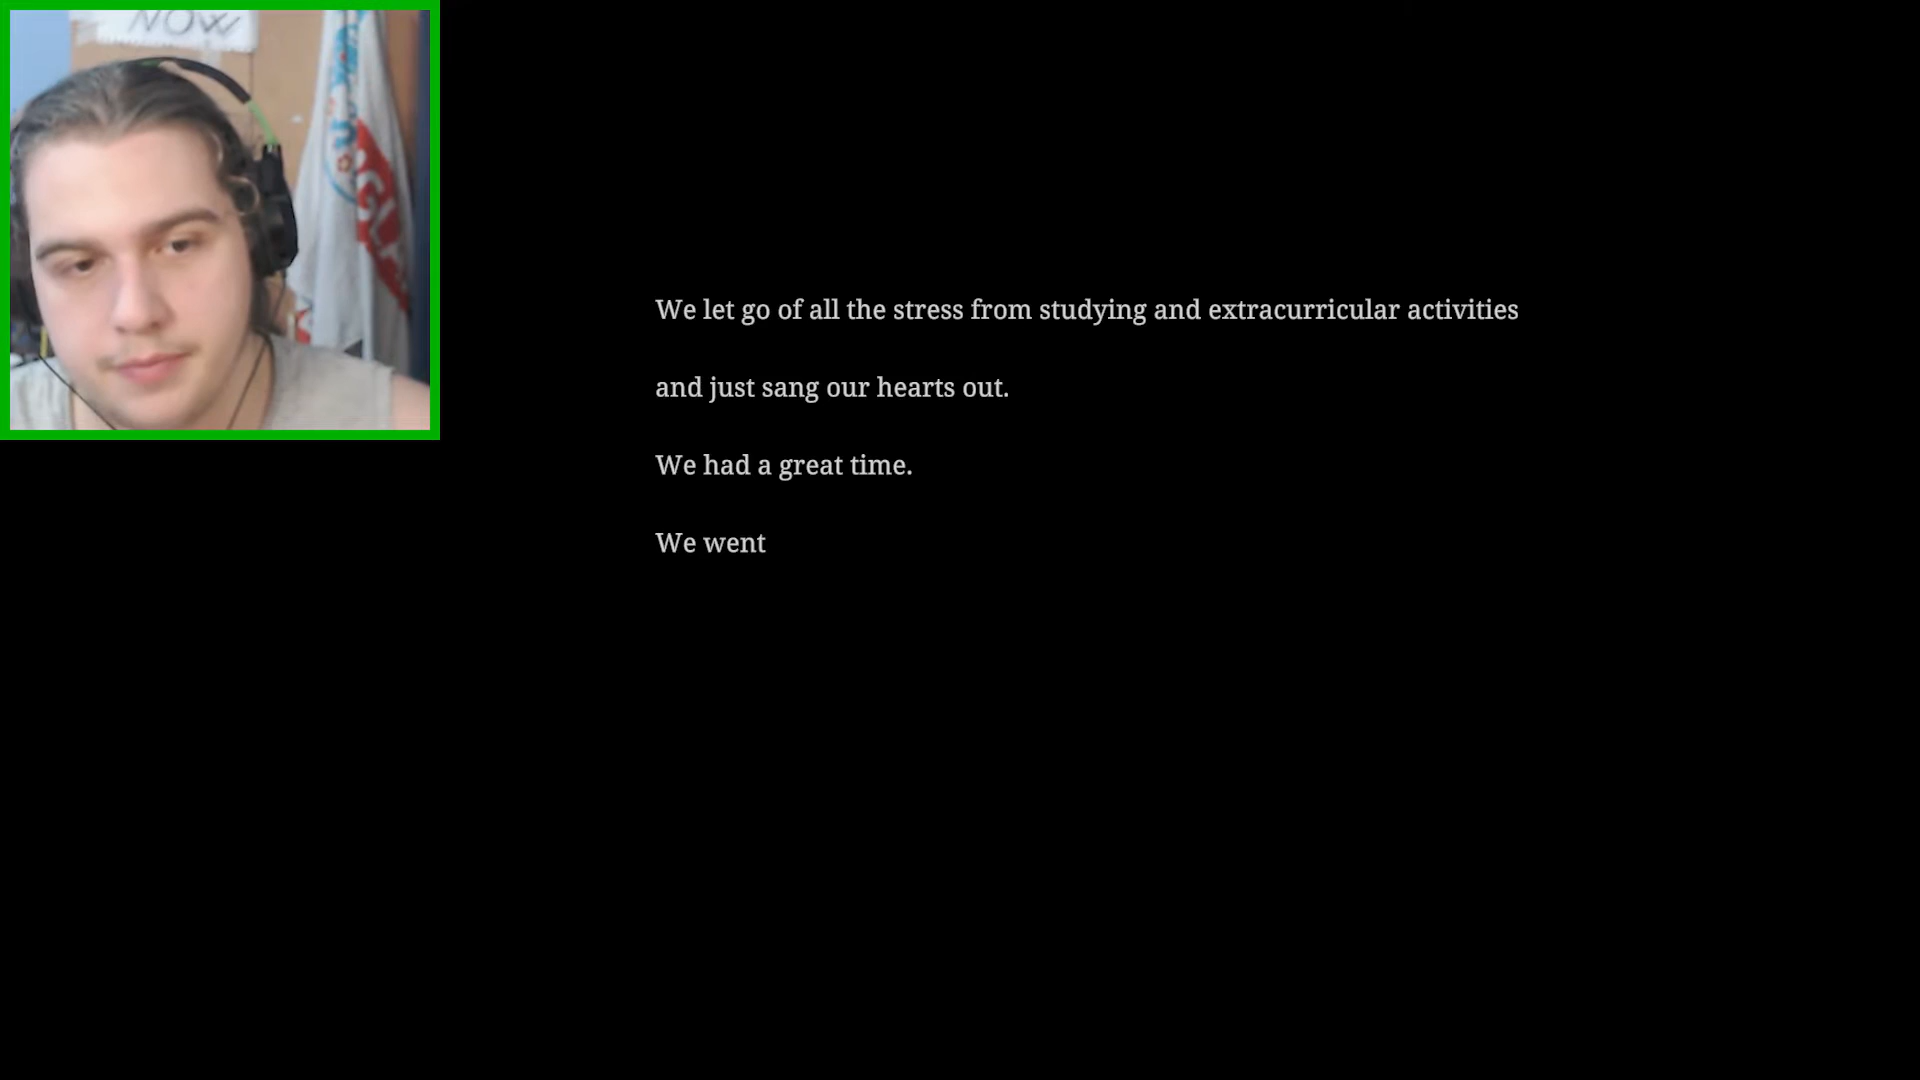 NOW
We let go of all the stress from studying and extracurricular activities
and just sang our hearts out.
We had a great time.
We went